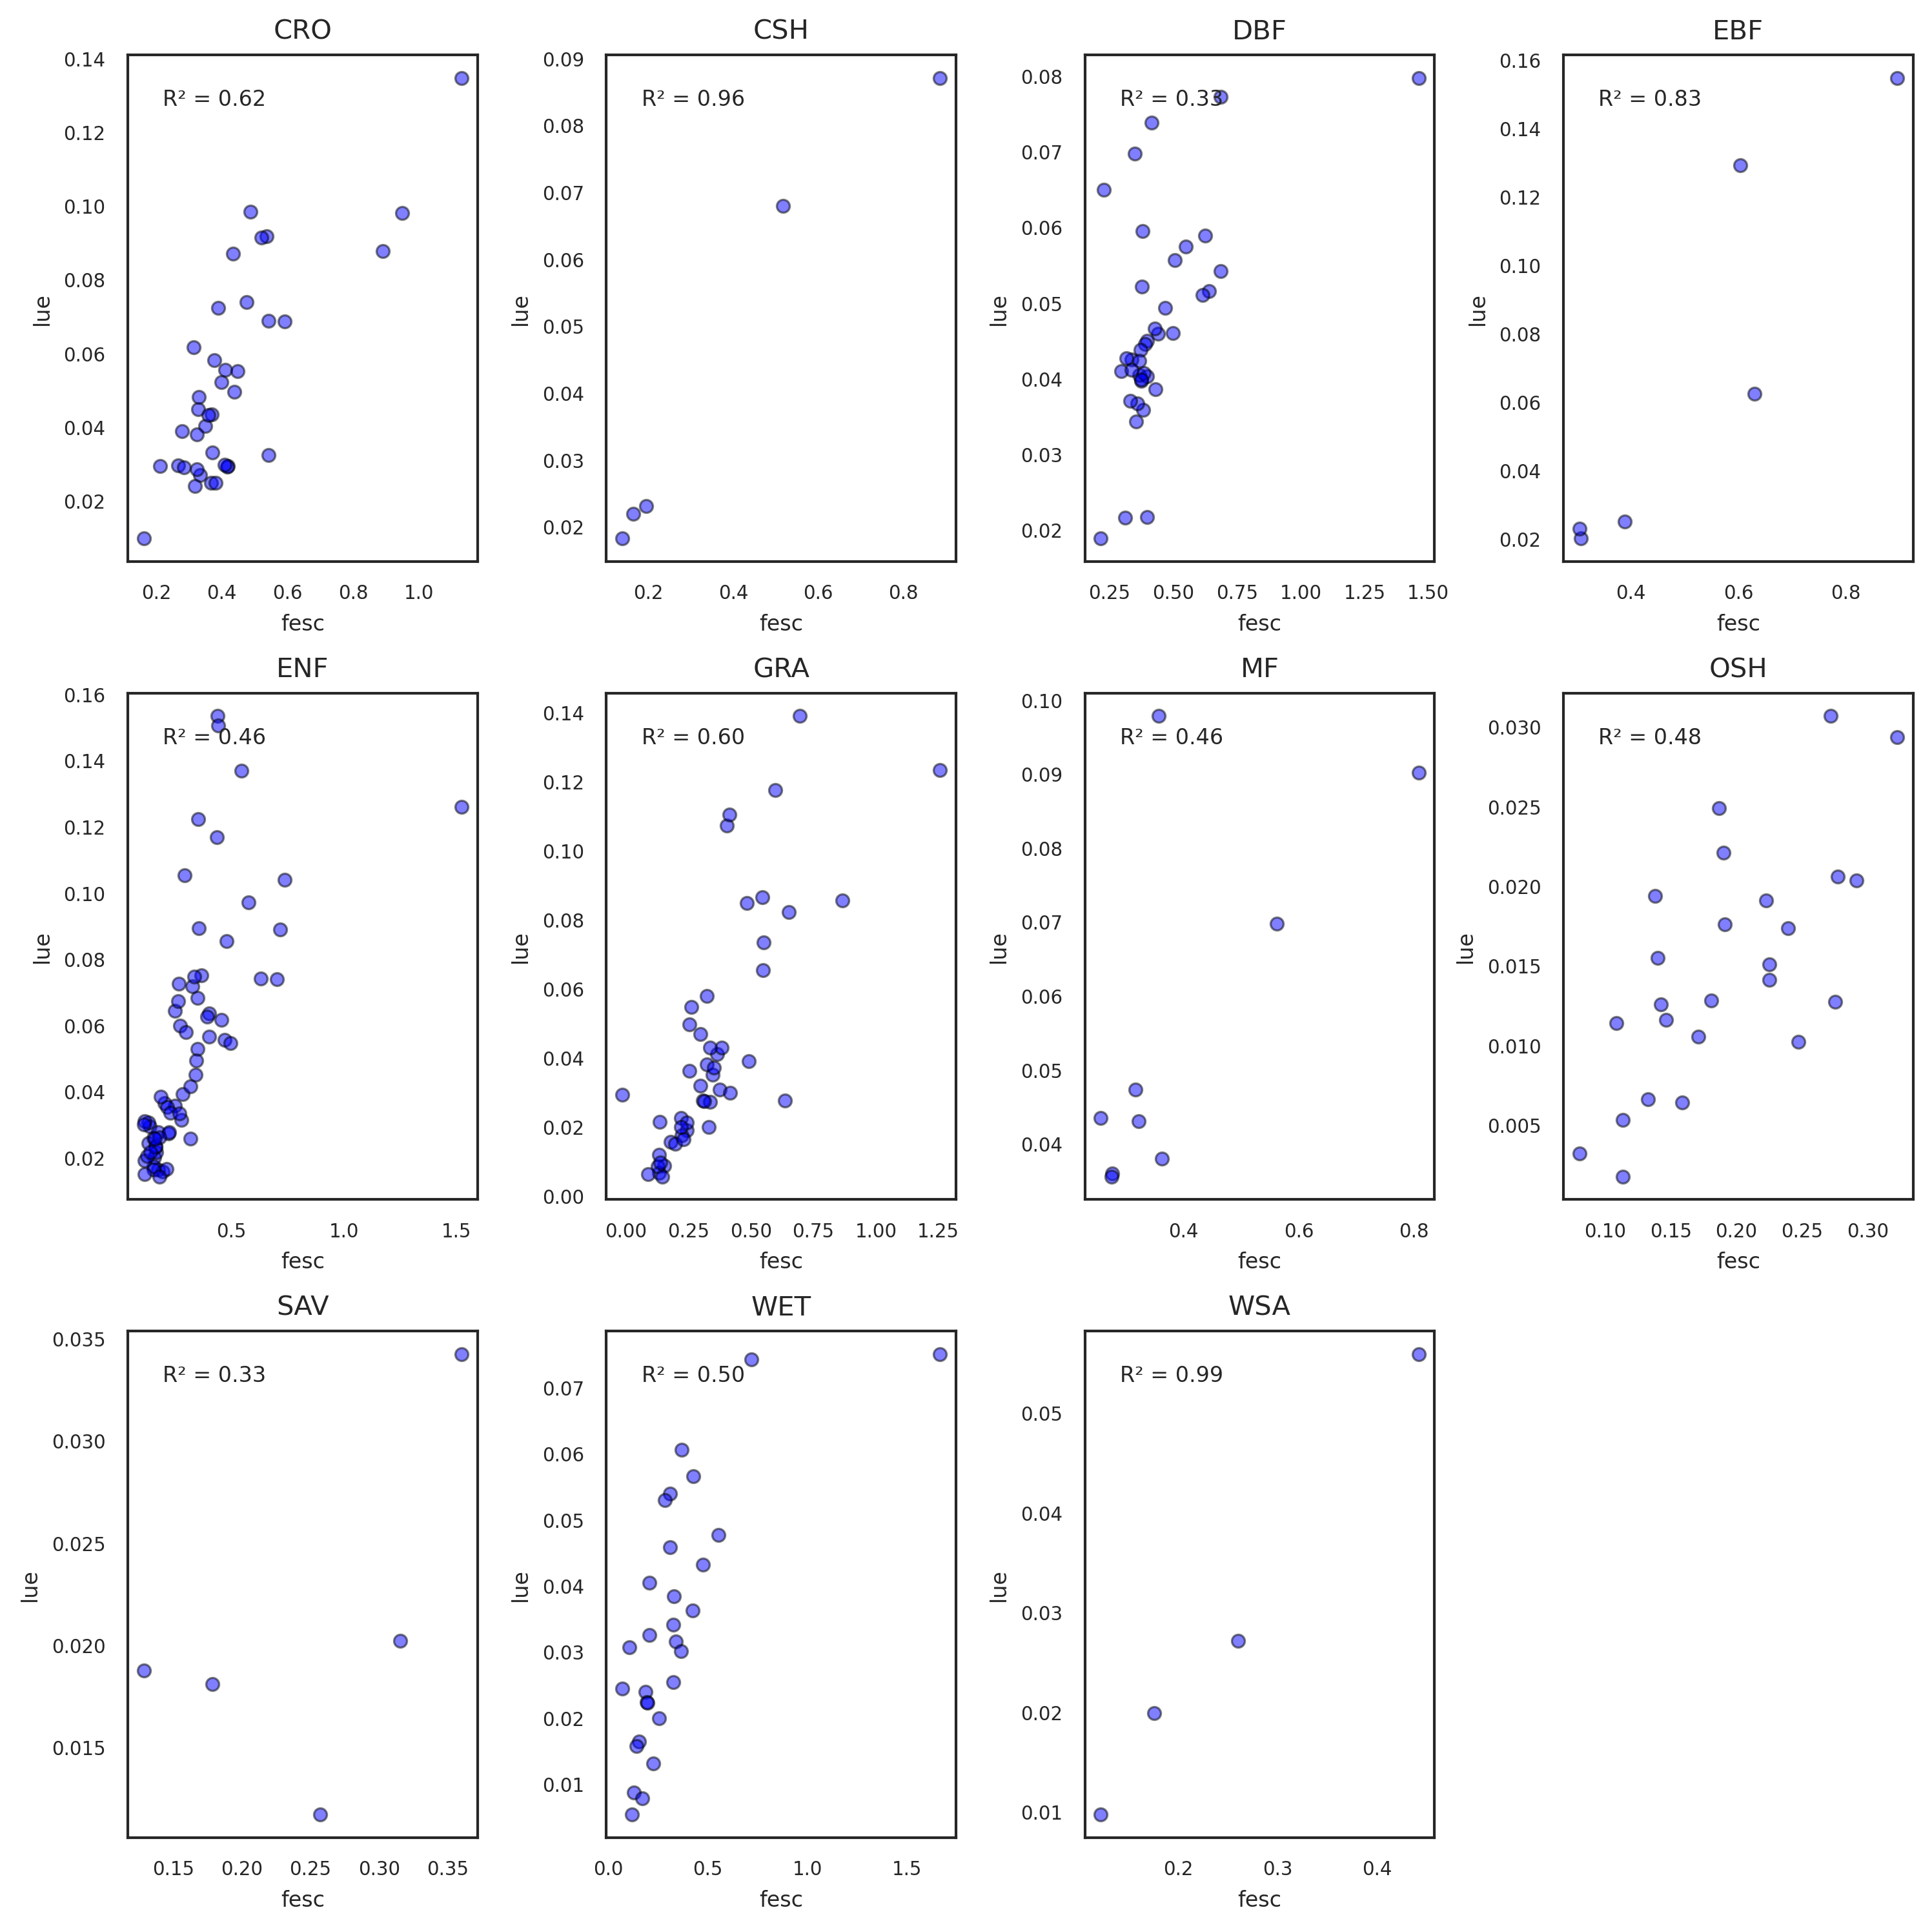 CRO
R² = 0.62
0.14
0.12
0.10
0.08
0.06
0.04
0.02
lue
0.2 0.4 0.6 0.8 1.0
fesc
CSH
R² = 0.96
0.09
0.08
0.07
0.06
0.05
0.04
0.03
0.02
lue
0.2 0.4 0.6 0.8
fesc
DBF
R² = 0.33
0.08
0.07
0.06
0.05
0.04
0.03
0.02
lue
0.25 0.50 0.75 1.00 1.25 1.50
fesc
EBF
R² = 0.83
0.16
0.14
0.12
0.10
0.08
0.06
0.04
0.02
lue
0.4 0.6 0.8
fesc
ENF
R² = 0.46
0.16
0.14
0.12
0.10
0.08
0.06
0.04
0.02
lue
0.5 1.0 1.5
fesc
GRA
R² = 0.60
0.14
0.12
0.10
0.08
0.06
0.04
0.02
0.00
lue
0.00 0.25 0.50 0.75 1.00 1.25
fesc
MF
R² = 0.46
0.10
0.09
0.08
0.07
0.06
0.05
0.04
lue
0.4 0.6 0.8
fesc
OSH
R² = 0.48
0.030
0.025
0.020
0.015
0.010
0.005
lue
0.10 0.15 0.20 0.25 0.30
fesc
SAV
R² = 0.33
0.035
0.030
0.025
0.020
0.015
lue
0.15 0.20 0.25 0.30 0.35
fesc
WET
R² = 0.50
0.07
0.06
0.05
0.04
0.03
0.02
0.01
lue
0.0 0.5 1.0 1.5
fesc
WSA
R² = 0.99
0.05
0.04
0.03
0.02
0.01
lue
0.2 0.3 0.4
fesc